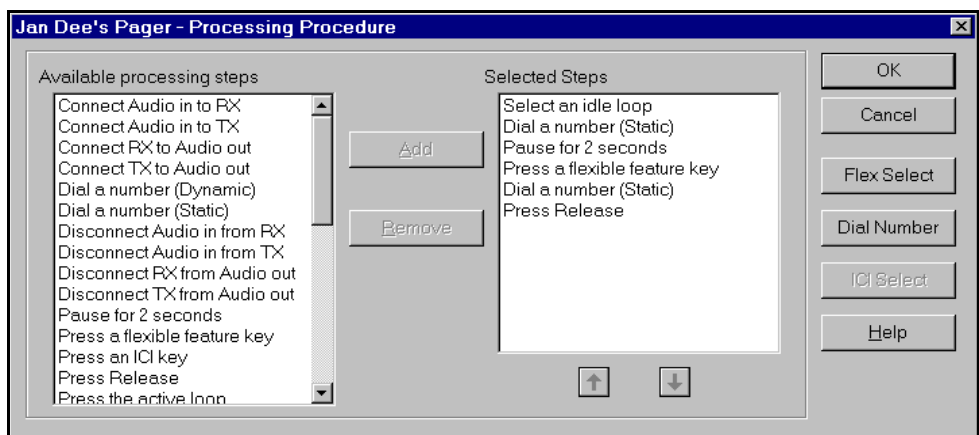 Jan Dee's Pager - Processing Procedure
Available processing steps
Connect Audio in to RX
Connect Audio in to TX
Connect RX to Audio out
Connect TX to Audio out
Dial a number (Dynamic)
Dial a number (Static)
Disconnect Audio in from RX
Disconnect Audio in from TX
Disconnect RX from Audio out
Disconnect TX from Audio out
Pause for 2 seconds
Press a flexible feature key
Press an ICI key
Press Release
Press the active loop
Add
Remove
Selected Steps
Select an idle loop
Dial a number (Static)
Pause for 2 seconds
Press a flexible feature key
Dial a number (Static)
Press Release
OK
Cancel
Flex Select
Dial Number
ICI Select
Help